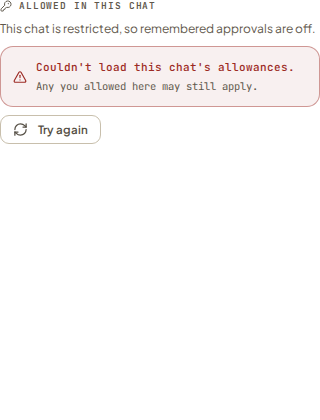 ALLOWED IN THIS CHAT
This chat is restricted, so remembered approvals are off.
Couldn't load this chat's allowances.
Any you allowed here may still apply.
Try again